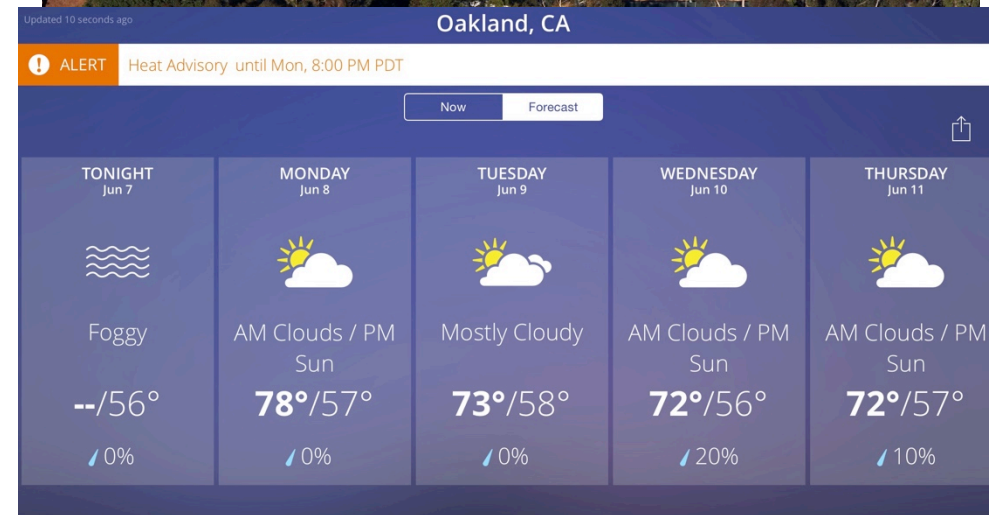 Updated 10 seconds ago
Oakland, CA
! ALERT Heat Advisory until Mon, 8:00 PM PDT
Now Forecast
TONIGHT
Jun 7
Foggy
--/56°
0%
MONDAY
Jun 8
AM Clouds / PM
Sun
78°/57°
0%
TUESDAY
Jun 9
Mostly Cloudy
73°/58°
0%
WEDNESDAY
Jun 10
AM Clouds / PM
Sun
72°/56°
20%
THURSDAY
Jun 11
AM Clouds / PM
Sun
72°/57°
10%